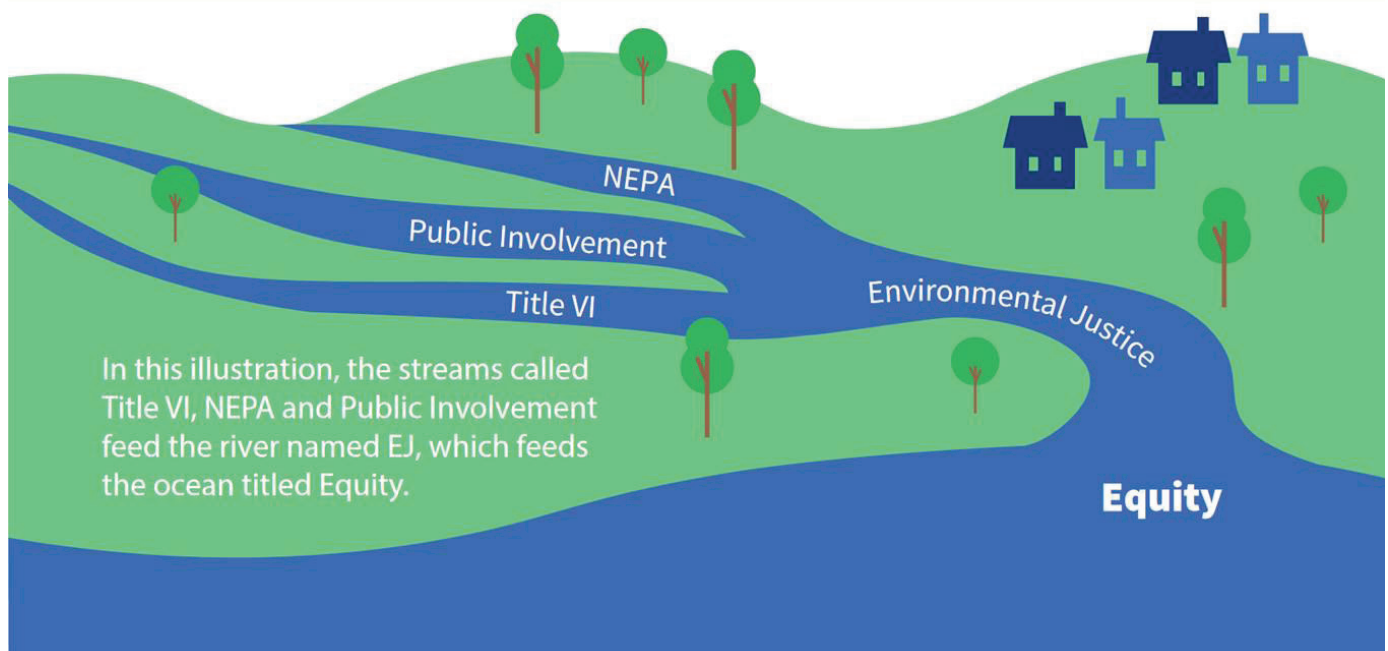 NEPA
Public Involvement
Title VI
Environmental Justice
In this illustration, the streams called
Title VI, NEPA and Public Involvement
feed the river named EJ, which feeds
the ocean titled Equity.
Equity